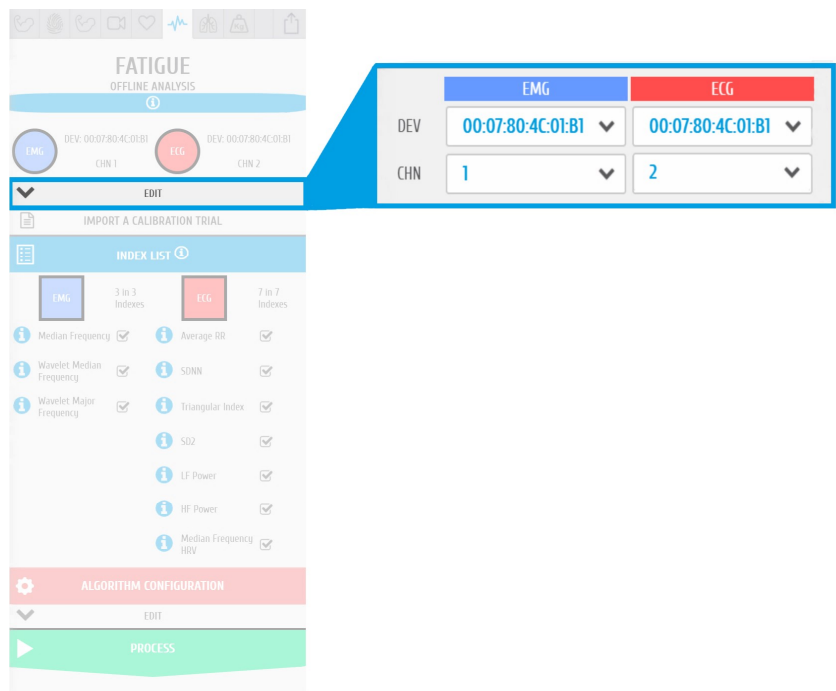 Kg
FATIGUE
OFFLINE ANALYSIS
EMG
DEV: 00:07:80:4C:01:B1
CHN 1
ECG
DEV: 00:07:80:4C:01:B1
CHN 2
EDIT
IMPORT A CALIBRATION TRIAL
INDEX LIST
EMG
3 in 3
Indexes
ECG
7 in 7
Indexes
Median Frequency
Average RR
Wavelet Median
Frequency
SDNN
Wavelet Major
Frequency
Triangular Index
SD2
LF Power
HF Power
Median Frequency
HRV
ALGORITHM CONFIGURATION
EDIT
PROCESS
EMG ECG
DEV 00:07:80:4C:01:B1 00:07:80:4C:01:B1
CHN 1 2